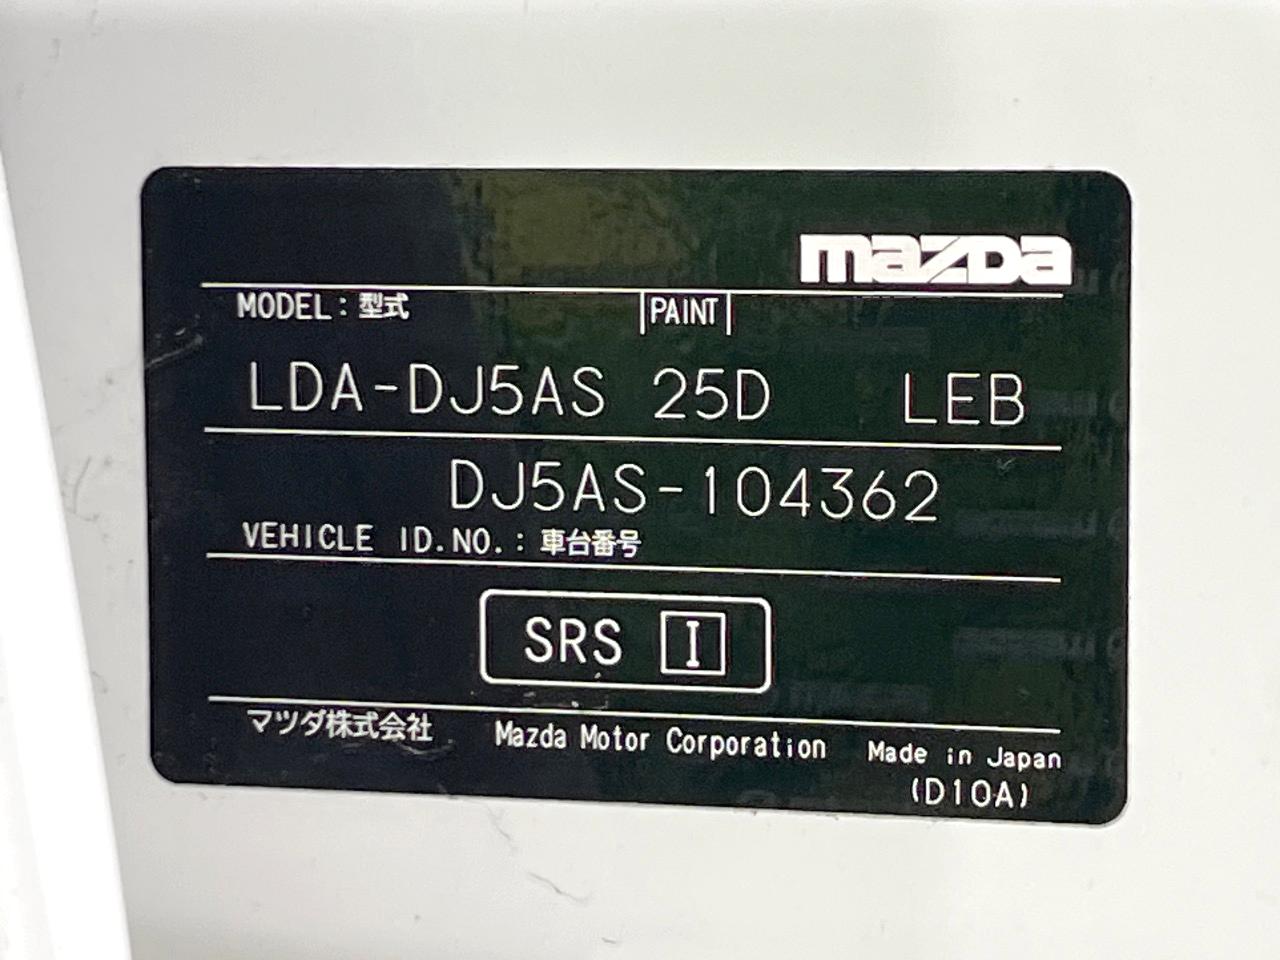 mazda
MODEL: 型式 PAINT
LDA-DJ5AS 25D LEB
DJ5AS-104362
VEHICLE ID.NO.: 車台番号
SRS I
マツダ株式会社 Mazda Motor Corporation Made in Japan
(D10A)